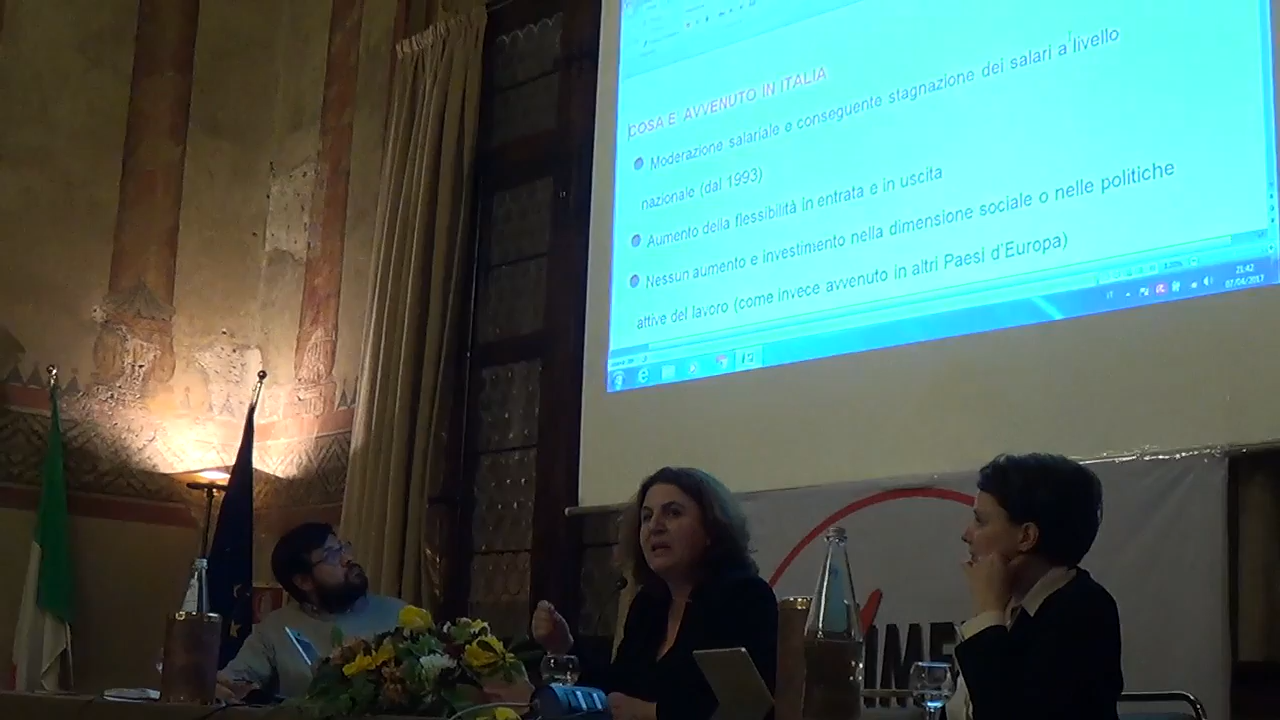 COSA E' AVVENUTO IN ITALIA
Moderazione salariale e conseguente stagnazione dei salari a livello
nazionale (dal 1993)
Aumento della flessibilità in entrata e in uscita
Nessun aumento e investimento nella dimensione sociale o nelle politiche
attive del lavoro (come invece avvenuto in altri Paesi d'Europa)
IT
21:42
07/04/2017